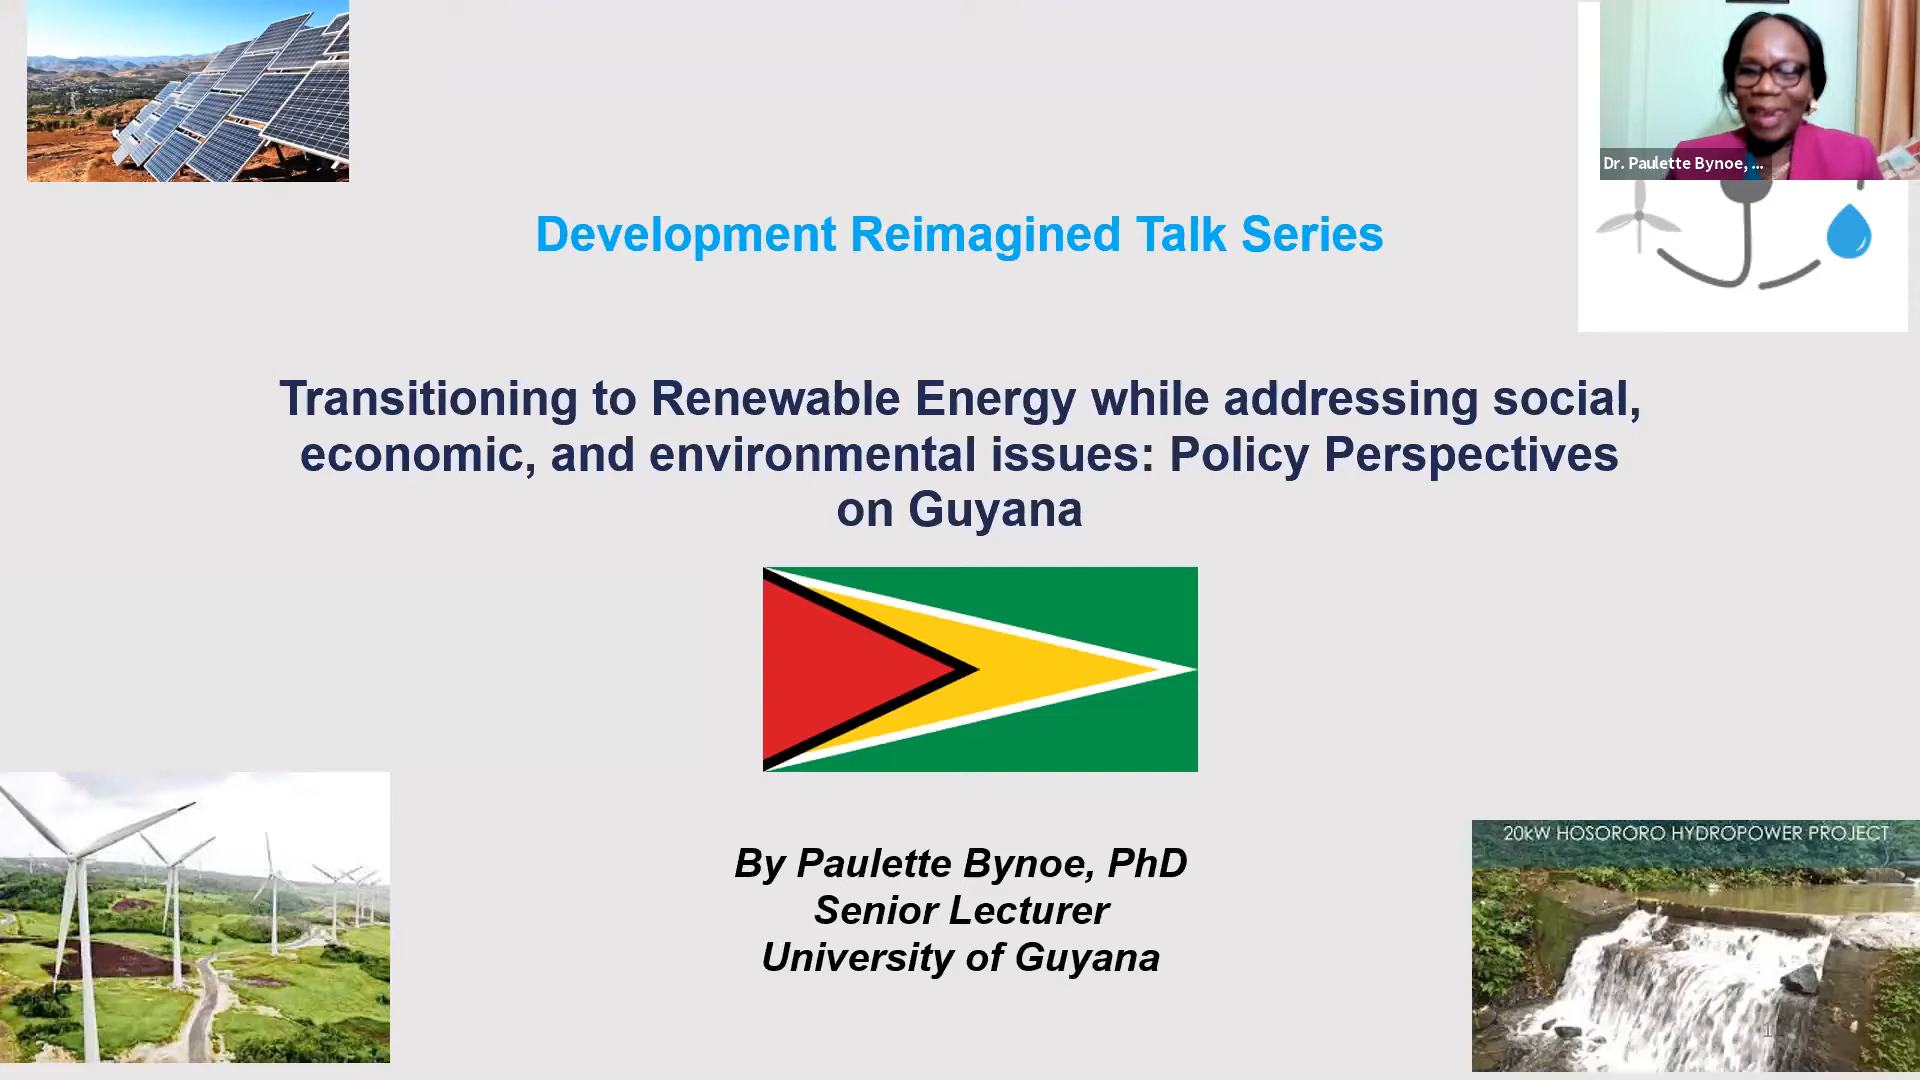 Dr. Paulette Bynoe, ...
Development Reimagined Talk Series
Transitioning to Renewable Energy while addressing social,
economic, and environmental issues: Policy Perspectives
on Guyana
By Paulette Bynoe, PhD
Senior Lecturer
University of Guyana
20kW HOSORORO HYDROPOWER PROJECT
1